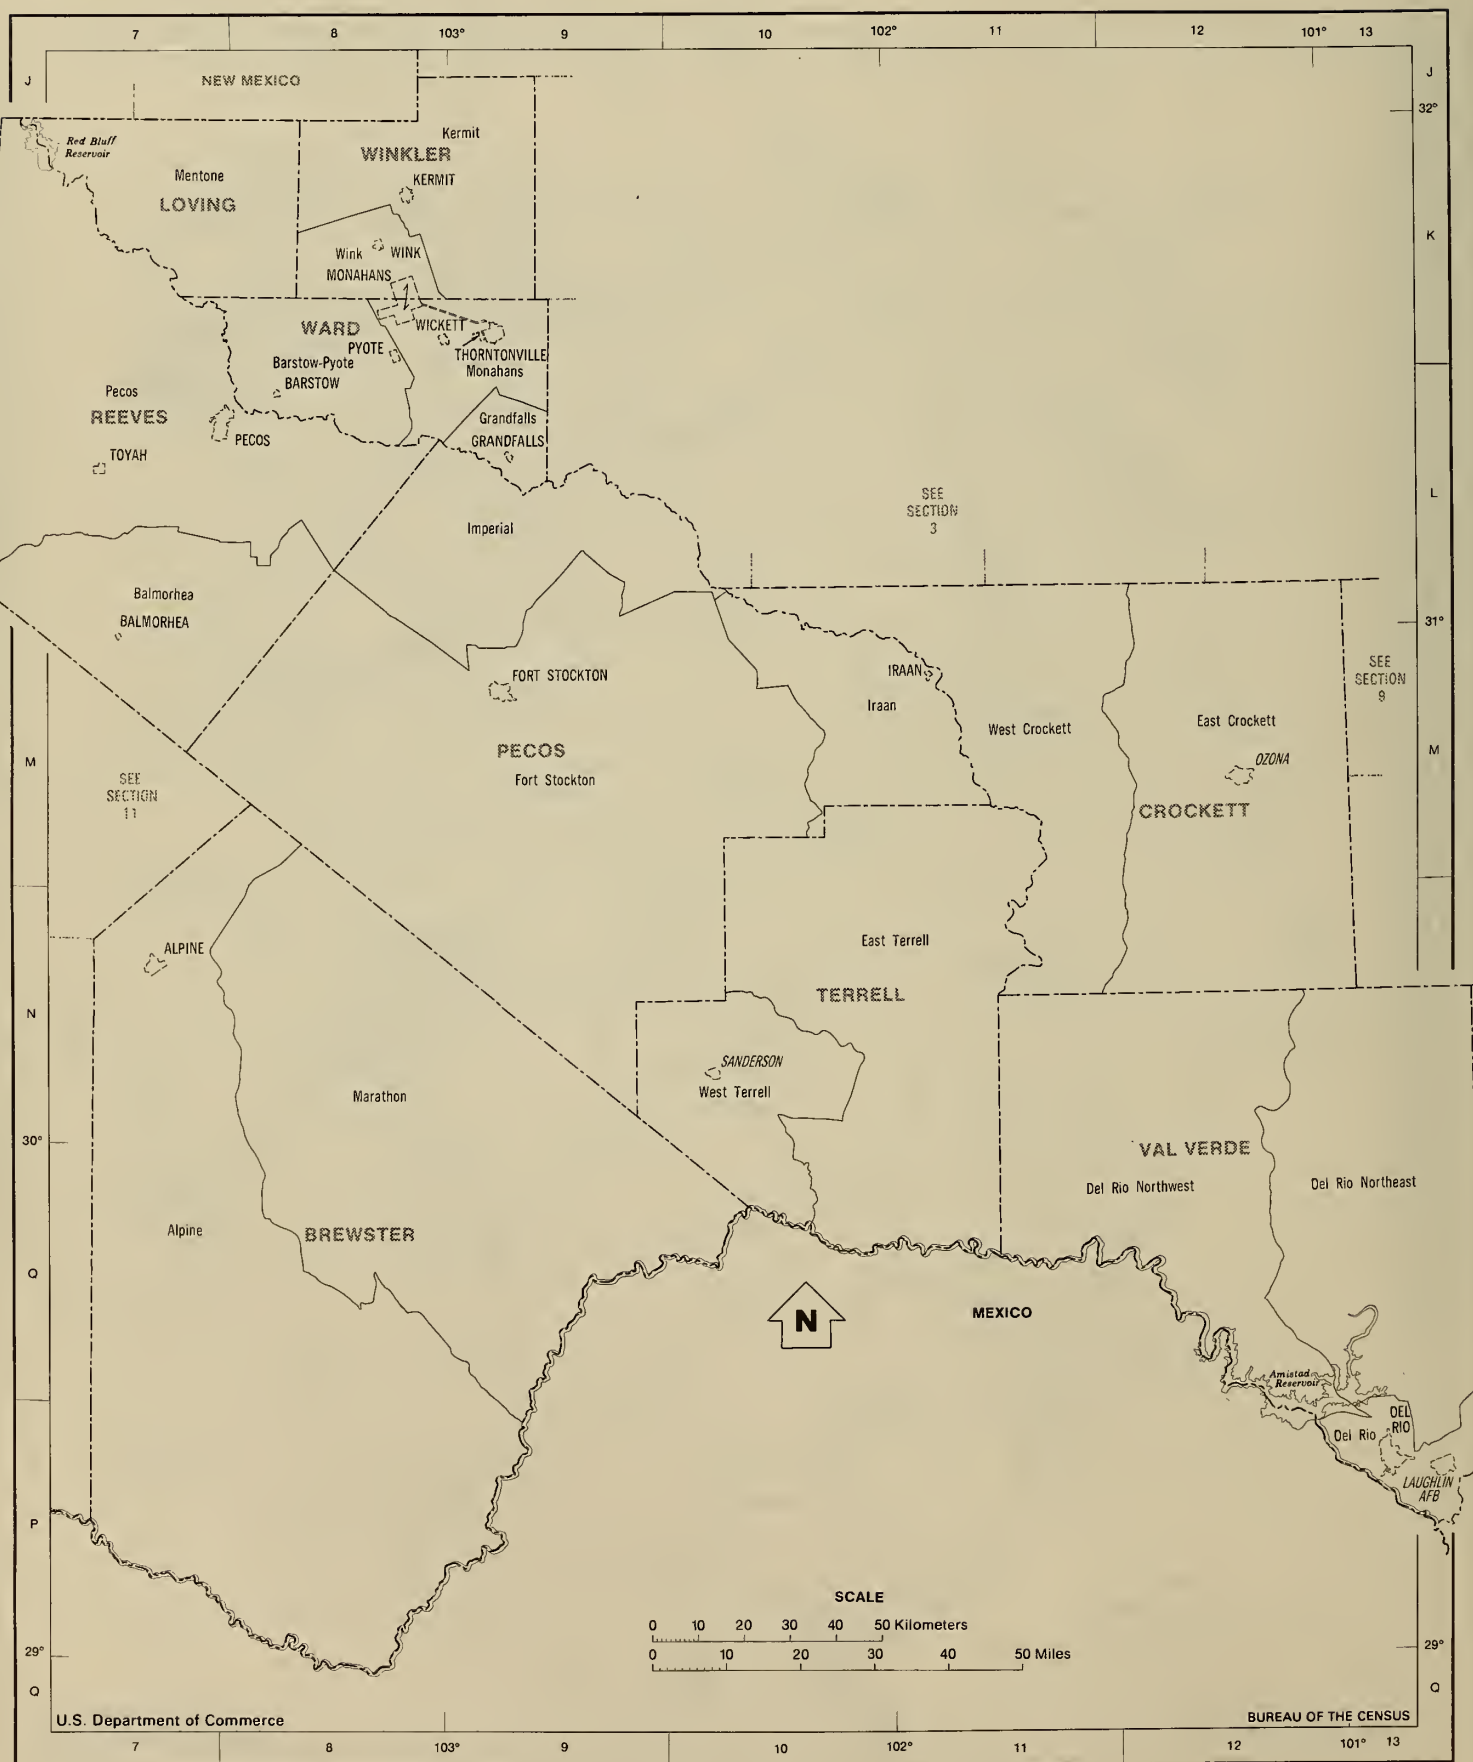 7 8 103° 9 10 102° 11 12 101° 13
J
NEW MEXICO
J
32°
Red Bluff
Reservoir
Kermit
WINKLER
Mentone
LOVING
KERMIT
K
Wink
WINK
MONAHANS
WARD
WICKETT
PYOTE
THORNTONVILLE
Monahans
Barstow-Pyote
BARSTOW
Pecos
REEVES
PECOS
TOYAH
Grandfalls
GRANDFALLS
SEE
SECTION
3
L
Imperial
Balmorhea
BALMORHEA
31°
FORT STOCKTON
IRAAN
Iraan
SEE
SECTION
9
West Crockett
East Crockett
OZONA
PECOS
Fort Stockton
M
M
SEE
SECTION
11
CROCKETT
ALPINE
East Terrell
TERRELL
N
N
SANDERSON
West Terrell
Marathon
30°
VAL VERDE
Del Rio Northwest
Del Rio Northeast
Alpine
BREWSTER
Q
Q
N
MEXICO
Amistad
Reservoir
DEL
RIO
Del Rio
LAUGHLIN
AFB
P
P
SCALE
0 10 20 30 40 50 Kilometers
0 10 20 30 40 50 Miles
29°
29°
Q
Q
U.S. Department of Commerce
BUREAU OF THE CENSUS
7 8 103° 9 10 102° 11 12 101° 13